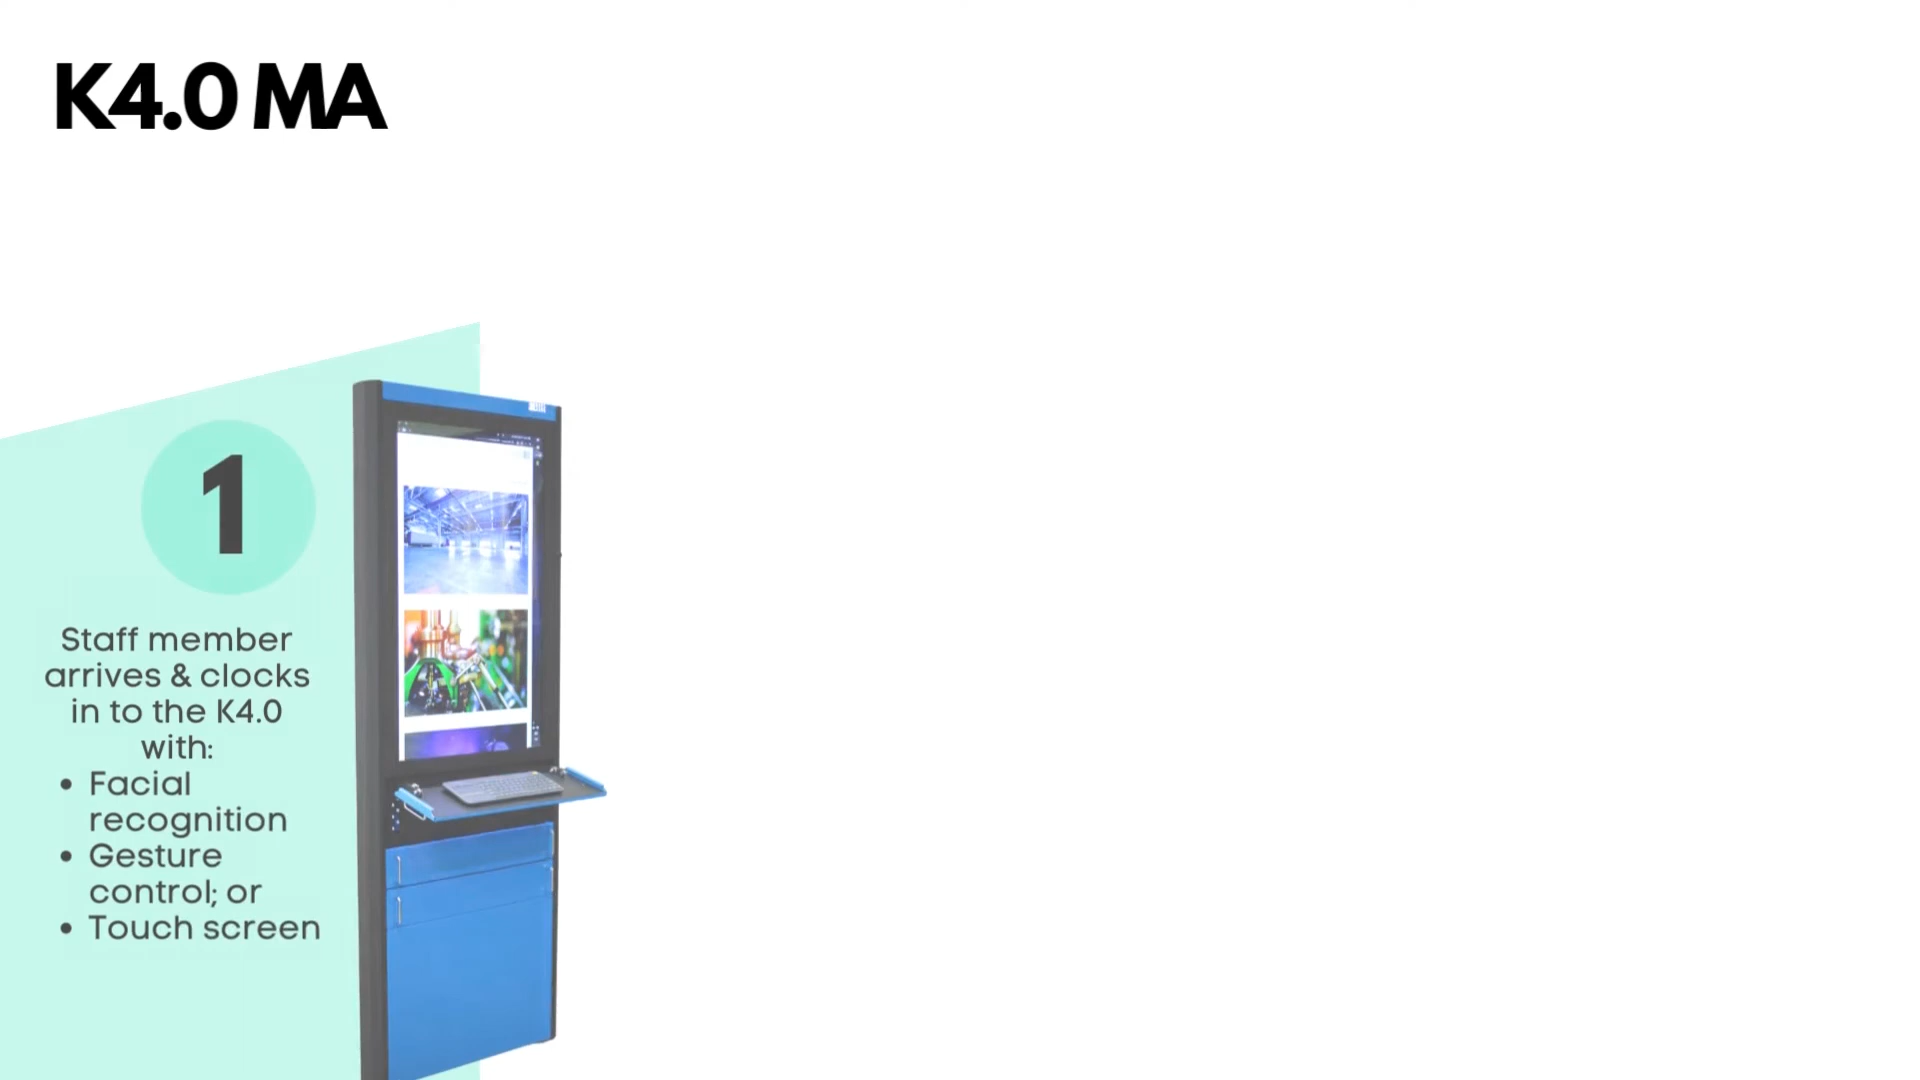 K4.0 MA
1
Staff member
arrives & clocks
in to the K4.0
with:
• Facial
recognition
• Gesture
control; or
• Touch screen